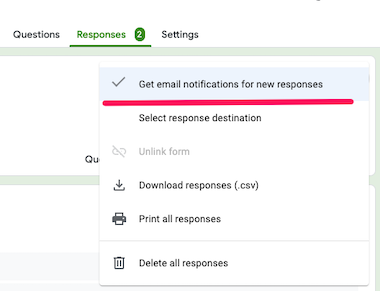 Questions Responses 2 Settings
Get email notifications for new responses
Select response destination
Unlink form
Qu
Download responses (.csv)
Print all responses
Delete all responses